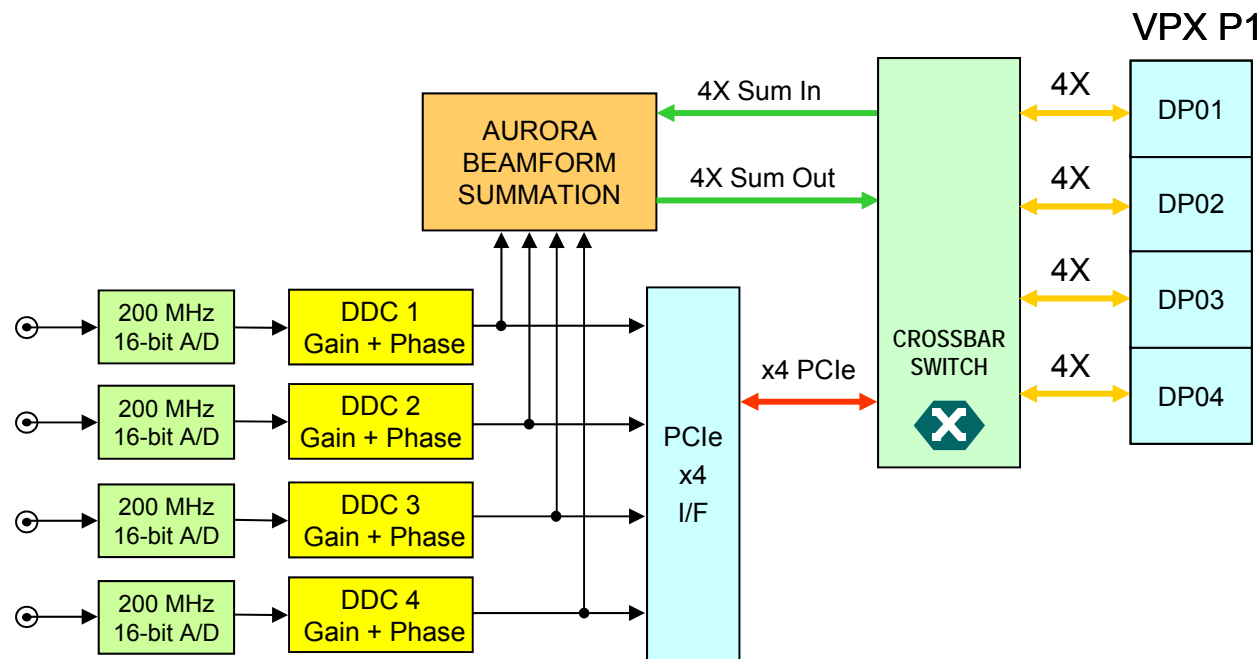 VPX P1
4X Sum In
4X
DP01
AURORA
BEAMFORM
SUMMATION
4X Sum Out
4X
DP02
200 MHz
16-bit A/D
DDC 1
Gain + Phase
4X
DP03
CROSSBAR
SWITCH
x4 PCIe
4X
DP04
200 MHz
16-bit A/D
DDC 2
Gain + Phase
PCIe
x4
I/F
200 MHz
16-bit A/D
DDC 3
Gain + Phase
200 MHz
16-bit A/D
DDC 4
Gain + Phase